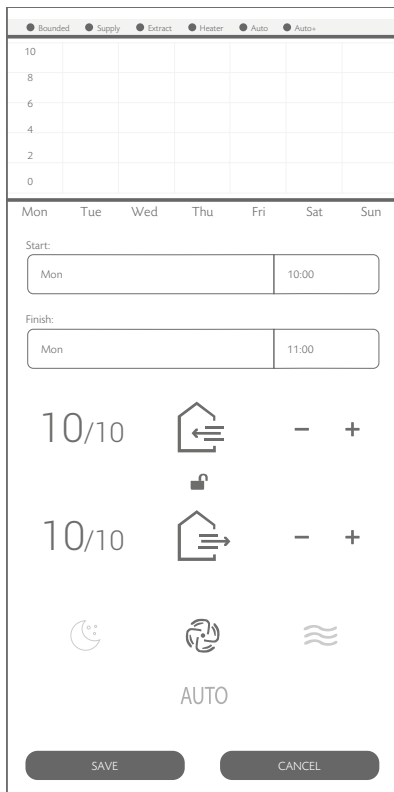 Bounded Supply Extract Heater Auto Auto+
10
8
6
4
2
0
Mon Tue Wed Thu Fri Sat Sun
Start:
Mon 10:00
Finish:
Mon 11:00
10/10 − +
10/10 − +
AUTO
SAVE CANCEL